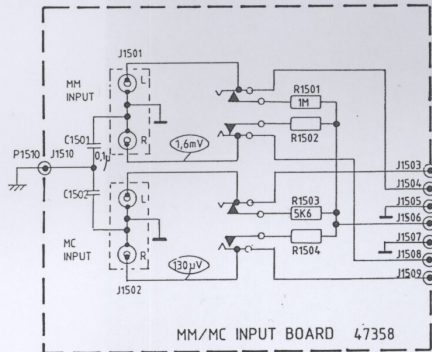 J1501
MM
INPUT
L
R
C1501
0,1µ
1,6mV
P1510
J1510
C1502
MC
INPUT
L
R
J1502
130µV
R1501
1M
R1502
R1503
5K6
R1504
J1503
J1504
J1505
J1506
J1507
J1508
J1509
MM/MC INPUT BOARD 47358